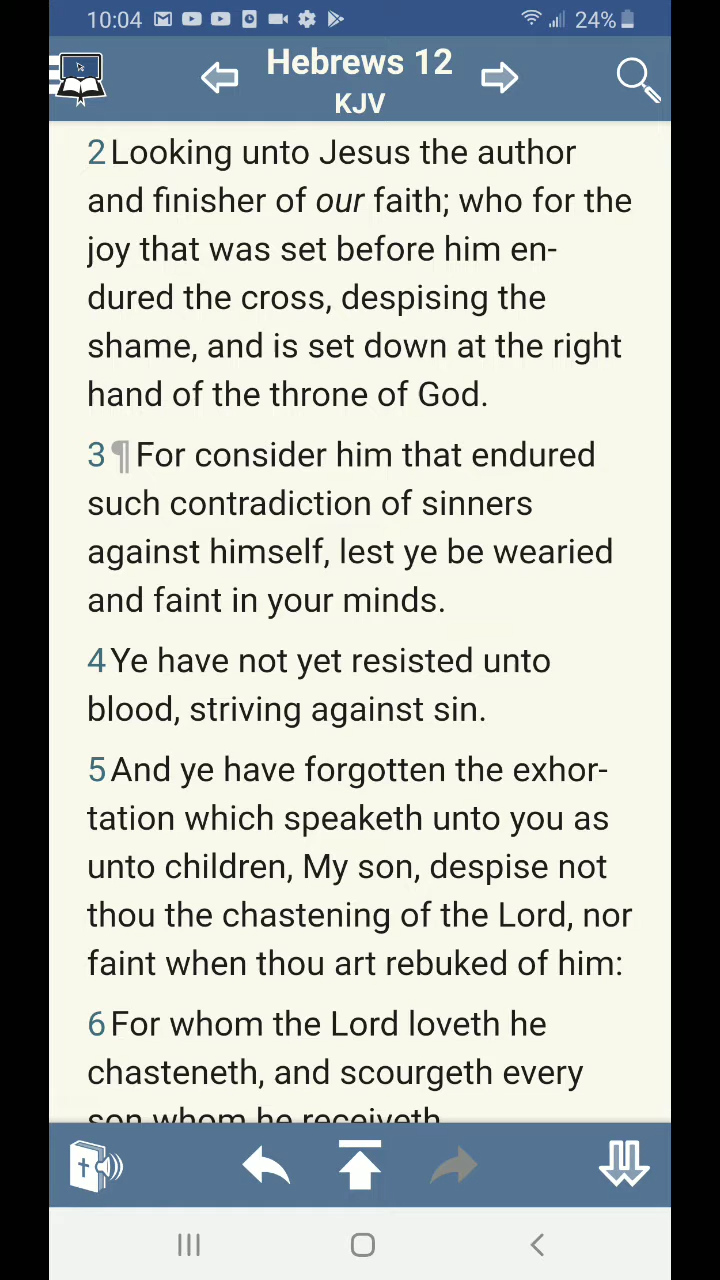 10:04 24%
Hebrews 12
KJV
2 Looking unto Jesus the author
and finisher of our faith; who for the
joy that was set before him en-
dured the cross, despising the
shame, and is set down at the right
hand of the throne of God.
3 ¶ For consider him that endured
such contradiction of sinners
against himself, lest ye be wearied
and faint in your minds.
4 Ye have not yet resisted unto
blood, striving against sin.
5 And ye have forgotten the exhor-
tation which speaketh unto you as
unto children, My son, despise not
thou the chastening of the Lord, nor
faint when thou art rebuked of him:
6 For whom the Lord loveth he
chasteneth, and scourgeth every
son whom he receiveth